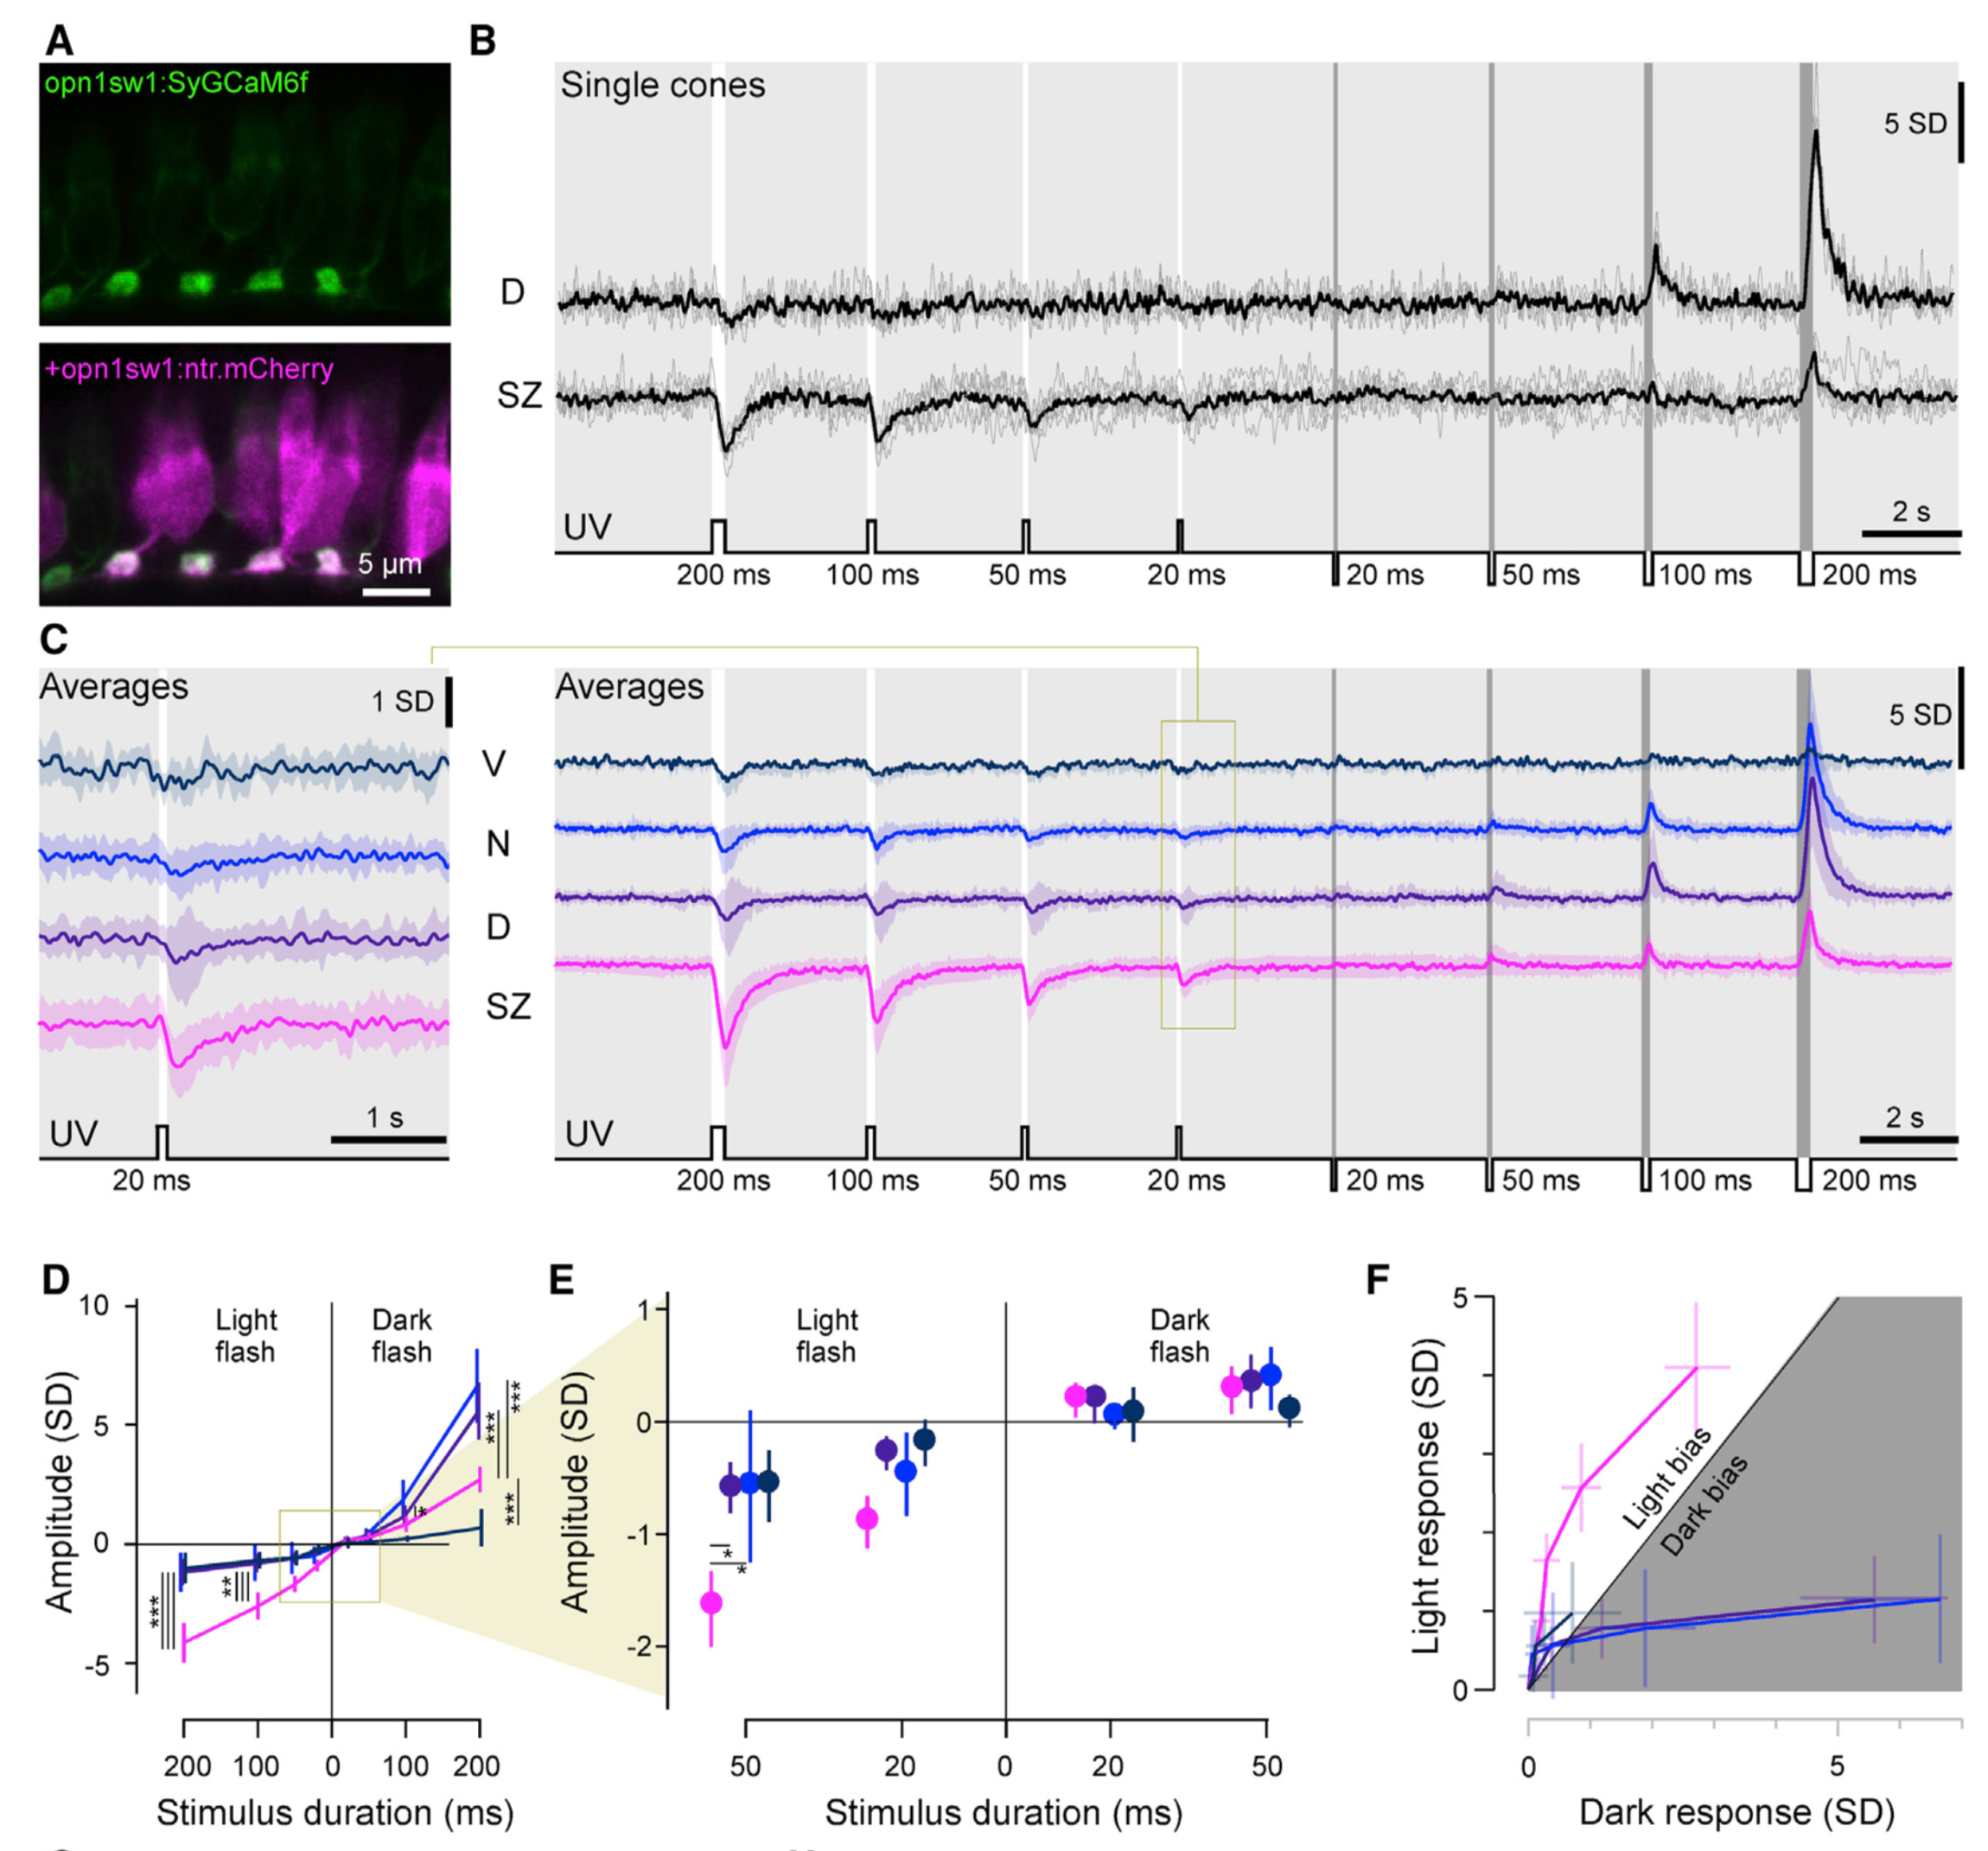 A
opn1sw1:SyGCaM6f
+opn1sw1:ntr.mCherry
5 µm
B
Single cones
5 SD
D
SZ
UV
2 s
200 ms 100 ms 50 ms 20 ms 20 ms 50 ms 100 ms 200 ms
C
Averages
1 SD
UV
1 s
20 ms
Averages
5 SD
V
N
D
SZ
UV
2 s
200 ms 100 ms 50 ms 20 ms 20 ms 50 ms 100 ms 200 ms
D
Amplitude (SD)
10
5
0
-5
Light
flash
Dark
flash
***
**
*
***
***
***
200 100 0 100 200
Stimulus duration (ms)
E
Amplitude (SD)
1
0
-1
-2
Light
flash
Dark
flash
*
*
50 20 0 20 50
Stimulus duration (ms)
F
Light response (SD)
5
0
Light bias
Dark bias
0 5
Dark response (SD)